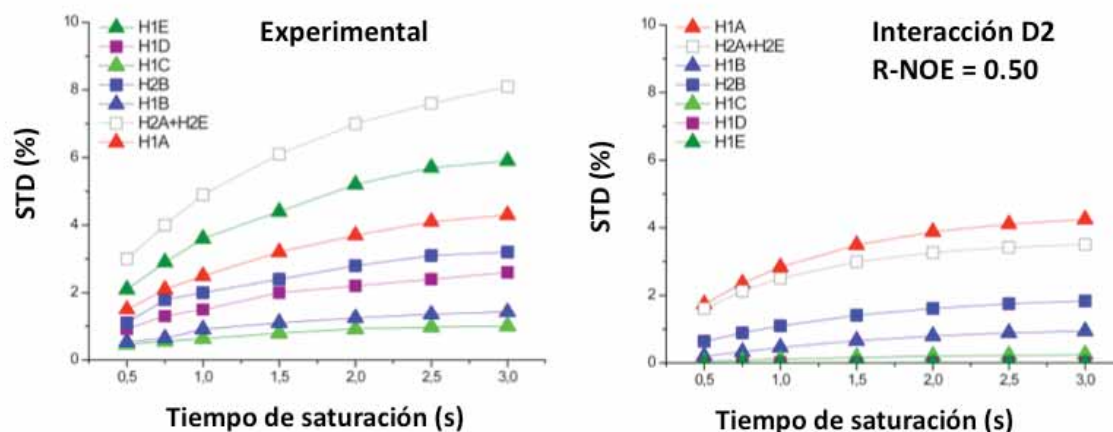 Experimental
H1E
H1D
H1C
H2B
H1B
H2A+H2E
H1A
10
8
6
4
2
0
STD (%)
0,5
1,0
1,5
2,0
2,5
3,0
Tiempo de saturación (s)
Interacción D2
R-NOE = 0.50
H1A
H2A+H2E
H1B
H2B
H1C
H1D
H1E
10
8
6
4
2
0
STD (%)
0,5
1,0
1,5
2,0
2,5
3,0
Tiempo de saturación (s)